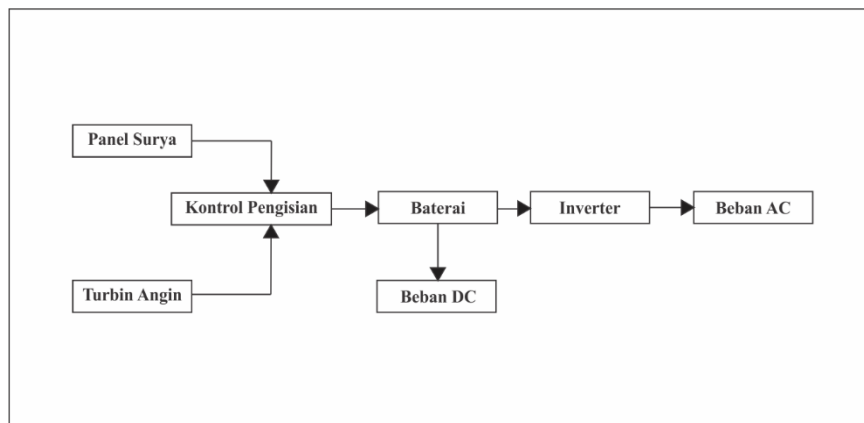 Panel Surya
Kontrol Pengisian
Baterai
Inverter
Beban AC
Turbin Angin
Beban DC